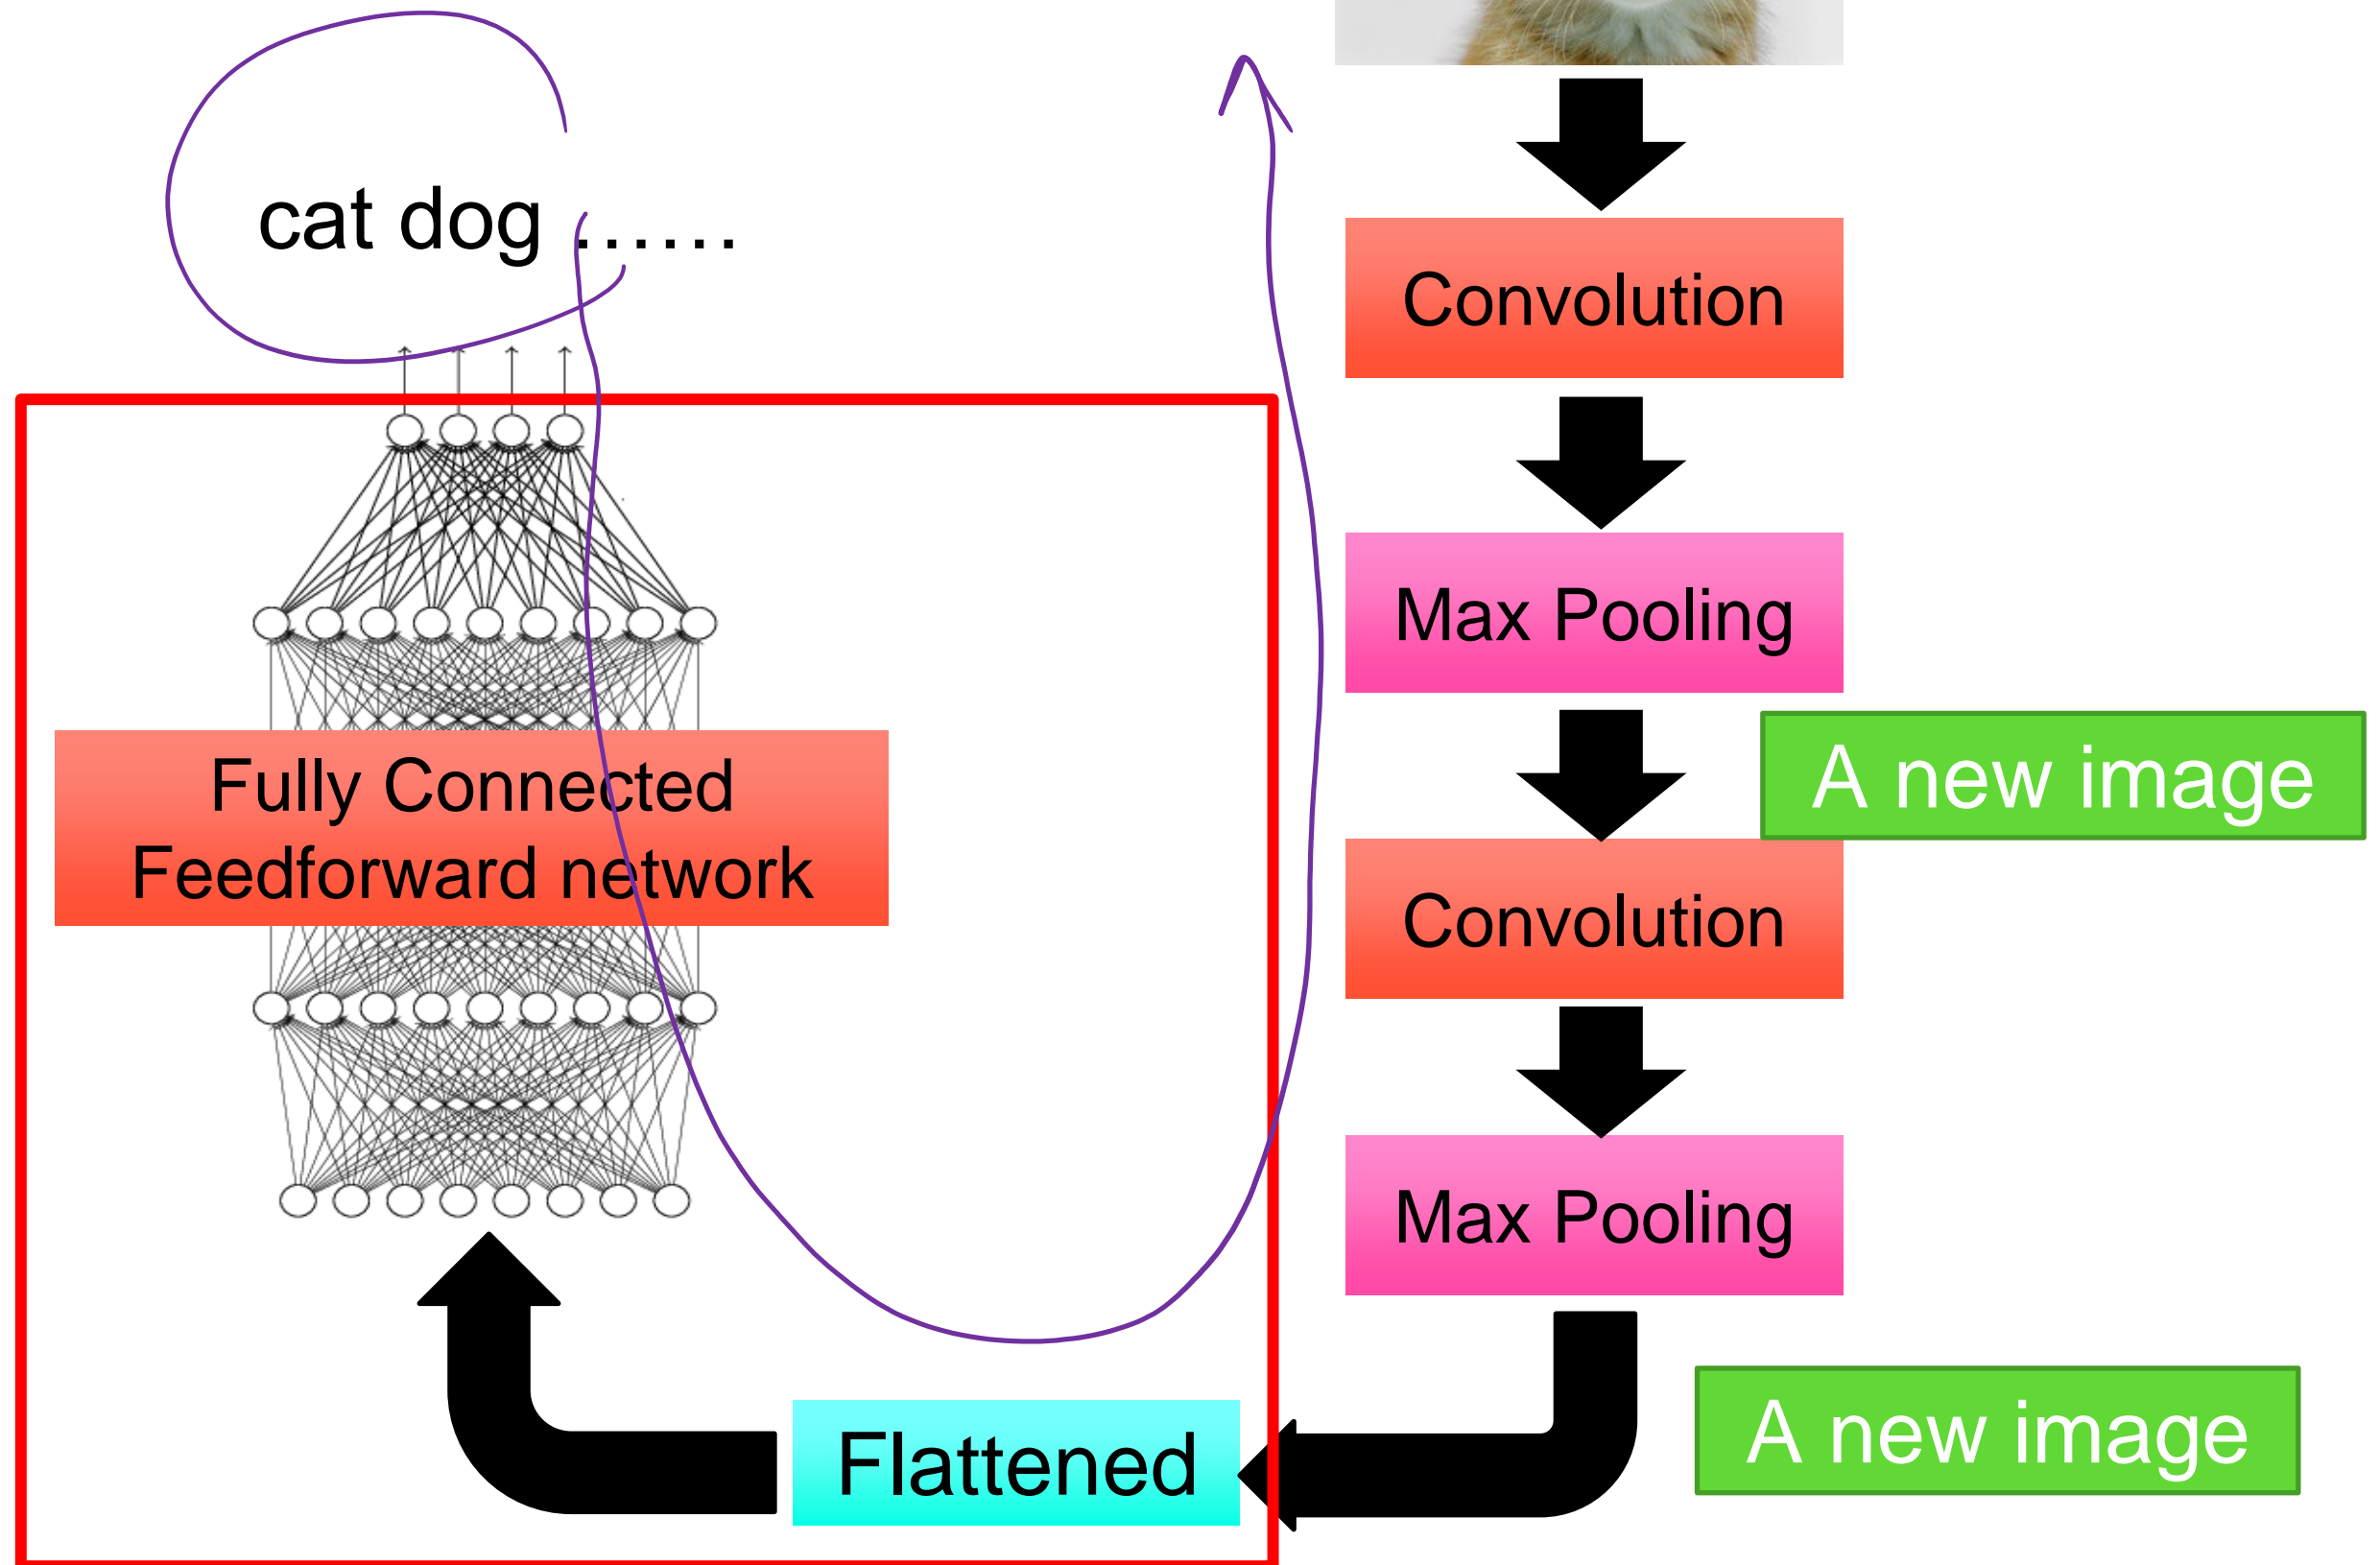 cat dog ......
Convolution
Max Pooling
A new image
Fully Connected
Feedforward network
Convolution
Max Pooling
A new image
Flattened